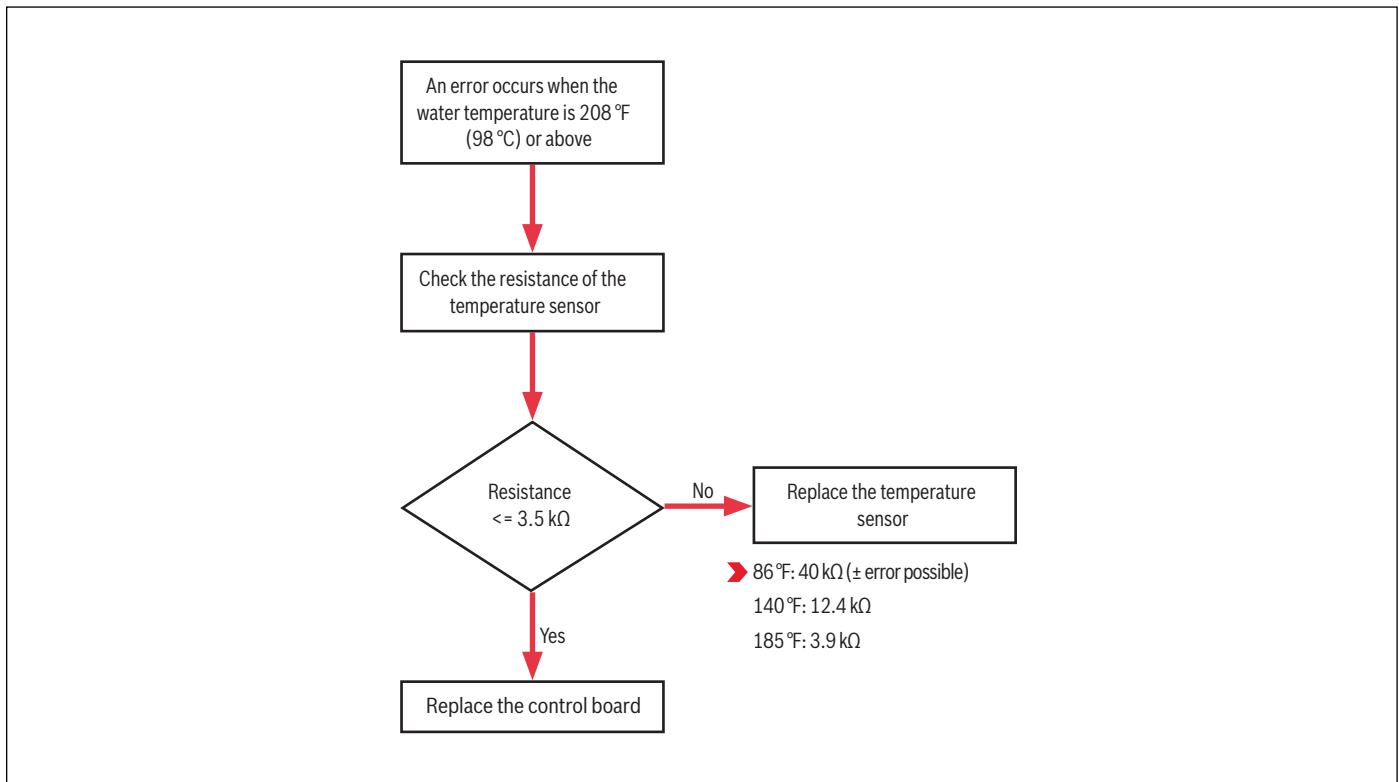 An error occurs when the
water temperature is 208 °F
(98 °C) or above
Check the resistance of the
temperature sensor
Resistance
<= 3.5 kΩ
No
Replace the temperature
sensor
86 °F: 40 kΩ (± error possible)
140 °F: 12.4 kΩ
185 °F: 3.9 kΩ
Yes
Replace the control board